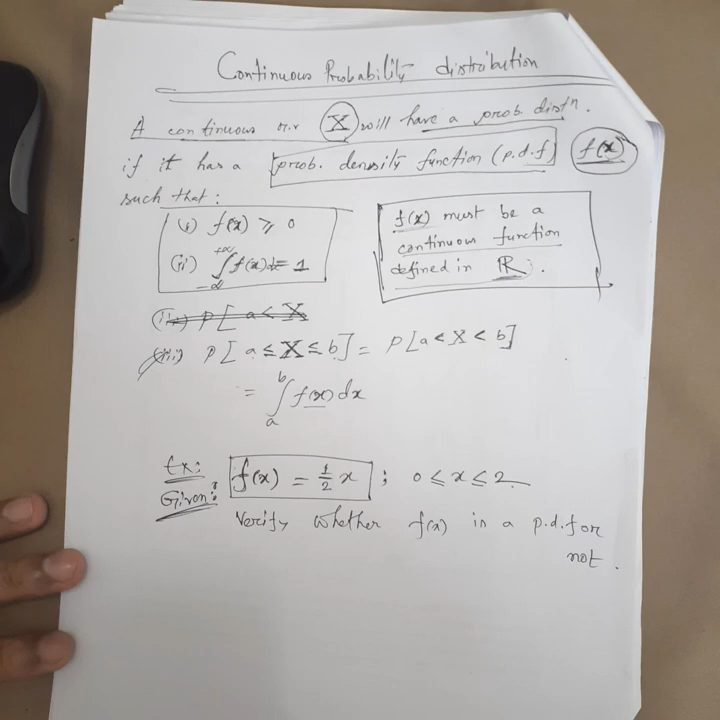 Continuous Probability distribution
A continuous r.v X will have a prob. distn.
if it has a prob. density function (p.d.f) f(x)
such that:
(i) f(x) ≥ 0
(ii) ∫_{-∞}^{+∞} f(x)dx = 1
f(x) must be a
continuous function
defined in ℝ.
(iii) P[ a < X
(iii) P[ a ≤ X ≤ b] = P[a < X < b]
= ∫_a^b f(x) dx
Ex:
Given: f(x) = 1/2 x ; 0 ≤ x ≤ 2
Verify whether f(x) is a p.d.f or
not.